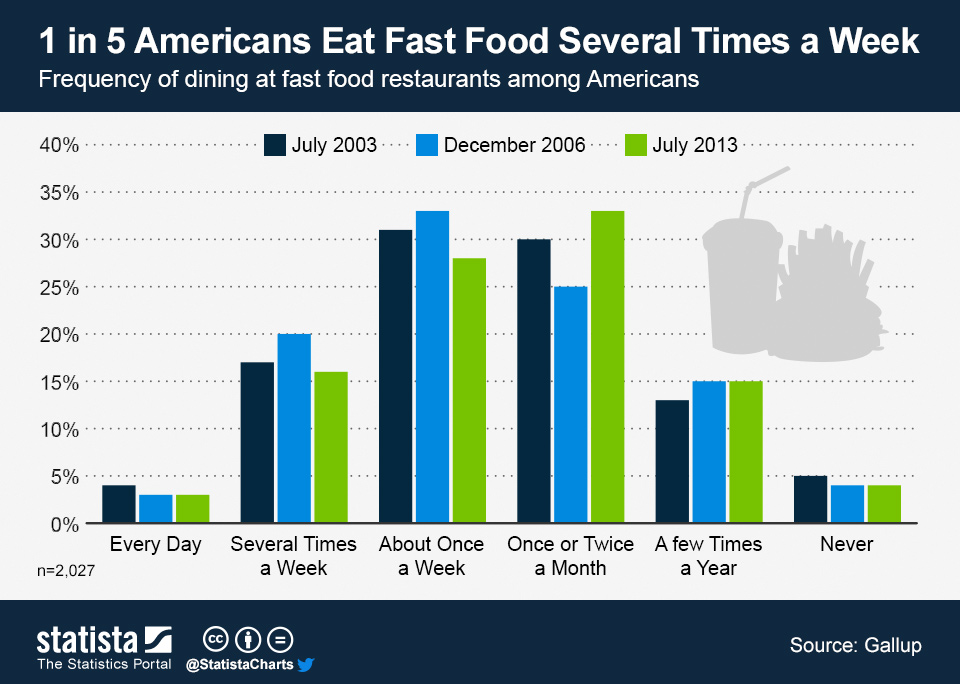 1 in 5 Americans Eat Fast Food Several Times a Week
Frequency of dining at fast food restaurants among Americans
July 2003 December 2006 July 2013
40%
35%
30%
25%
20%
15%
10%
5%
0%
Every Day
Several Times
a Week
About Once
a Week
Once or Twice
a Month
A few Times
a Year
Never
n=2,027
statista
The Statistics Portal
cc
@StatistaCharts
Source: Gallup